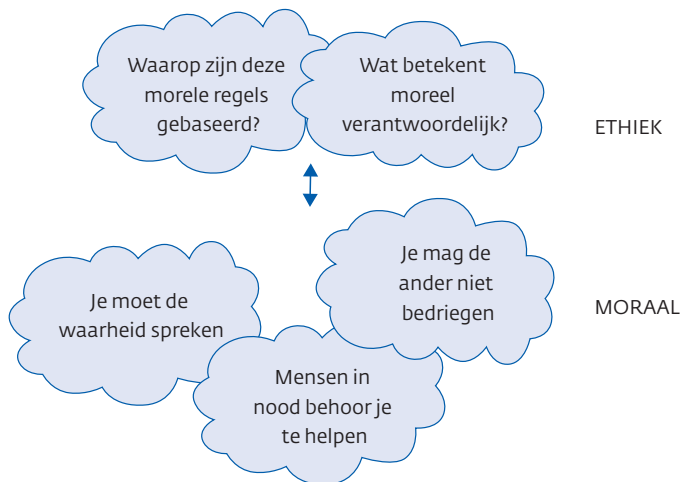 Waarop zijn deze
morele regels
gebaseerd?
Wat betekent
moreel
verantwoordelijk?
ETHIEK
Je mag de
ander niet
bedriegen
MORAAL
Je moet de
waarheid spreken
Mensen in
nood behoor je
te helpen